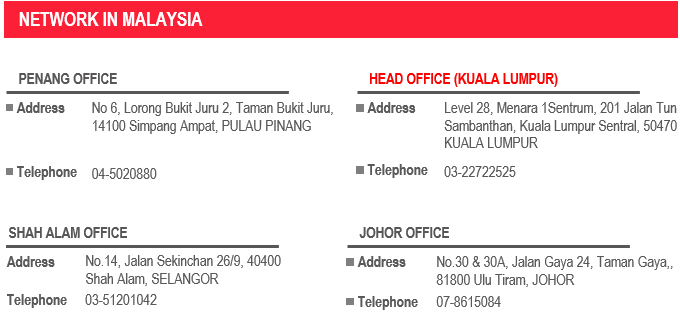 NETWORK IN MALAYSIA
PENANG OFFICE
Address No 6, Lorong Bukit Juru 2, Taman Bukit Juru,
14100 Simpang Ampat, PULAU PINANG
Telephone 04-5020880
HEAD OFFICE (KUALA LUMPUR)
Address Level 28, Menara 1Sentrum, 201 Jalan Tun
Sambanthan, Kuala Lumpur Sentral, 50470
KUALA LUMPUR
Telephone 03-22722525
SHAH ALAM OFFICE
Address No.14, Jalan Sekinchan 26/9, 40400
Shah Alam, SELANGOR
Telephone 03-51201042
JOHOR OFFICE
Address No.30 & 30A, Jalan Gaya 24, Taman Gaya,,
81800 Ulu Tiram, JOHOR
Telephone 07-8615084